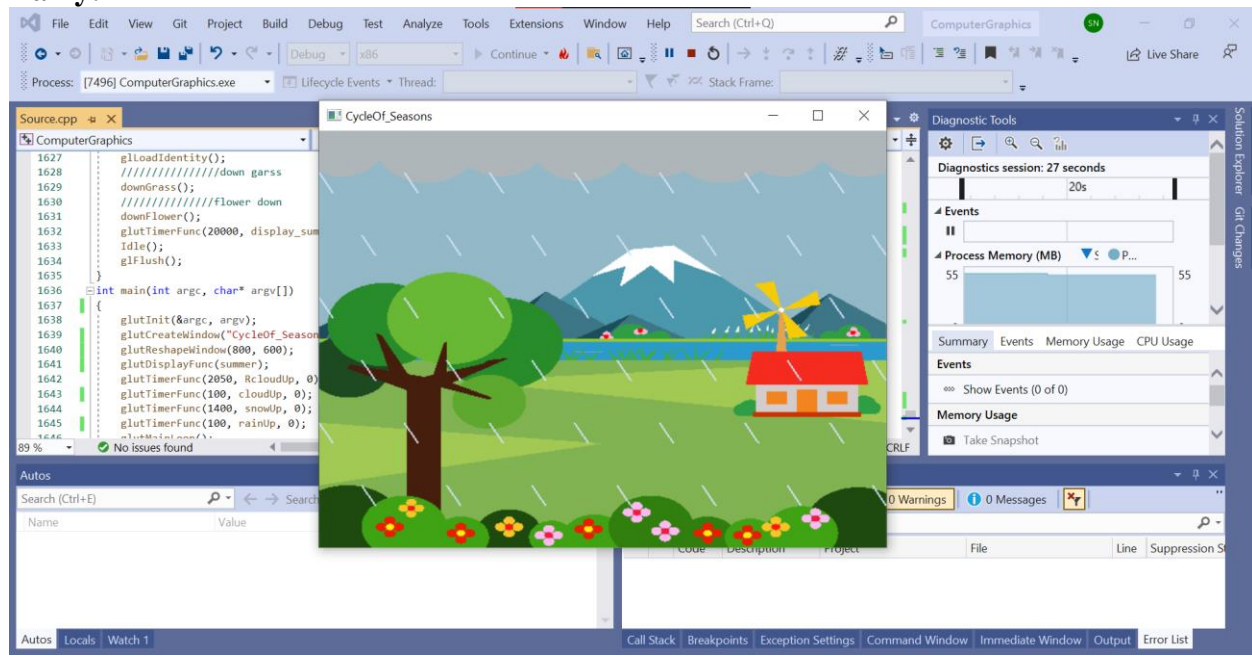 File Edit View Git Project Build Debug Test Analyze Tools Extensions Window Help Search (Ctrl+Q) ComputerGraphics SN
Debug x86 Continue Live Share
Process: [7496] ComputerGraphics.exe Lifecycle Events Thread: Stack Frame:
Source.cpp
ComputerGraphics
1627 glLoadIdentity();
1628 ////////////////down garss
1629 downGrass();
1630 ///////////////flower down
1631 downFlower();
1632 glutTimerFunc(20000, display_sum
1633 Idle();
1634 glFlush();
1635 }
1636 int main(int argc, char* argv[])
1637 {
1638 glutInit(&argc, argv);
1639 glutCreateWindow("CycleOf_Season
1640 glutReshapeWindow(800, 600);
1641 glutDisplayFunc(summer);
1642 glutTimerFunc(2050, RcloudUp, 0)
1643 glutTimerFunc(100, cloudUp, 0);
1644 glutTimerFunc(1400, snowUp, 0);
1645 glutTimerFunc(100, rainUp, 0);
89 % No issues found
CRLF
CycleOf_Seasons
Diagnostic Tools
Diagnostics session: 27 seconds
20s
Events
Process Memory (MB) P...
55 55
Summary Events Memory Usage CPU Usage
Events
Show Events (0 of 0)
Memory Usage
Take Snapshot
Solution Explorer
Git Changes
Autos
Search (Ctrl+E) Search
Name Value
0 Warnings 0 Messages
Code Description Project File Line Suppression S
Autos Locals Watch 1
Call Stack Breakpoints Exception Settings Command Window Immediate Window Output Error List